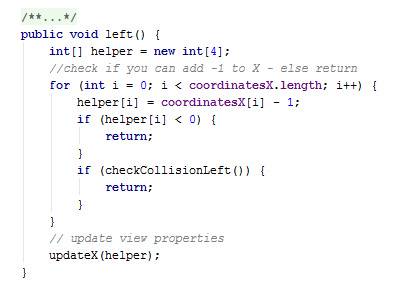 /**...*/
public void left() {
    int[] helper = new int[4];
    //check if you can add -1 to X - else return
    for (int i = 0; i < coordinatesX.length; i++) {
        helper[i] = coordinatesX[i] - 1;
        if (helper[i] < 0) {
            return;
        }
        if (checkCollisionLeft()) {
            return;
        }
    }
    // update view properties
    updateX(helper);
}